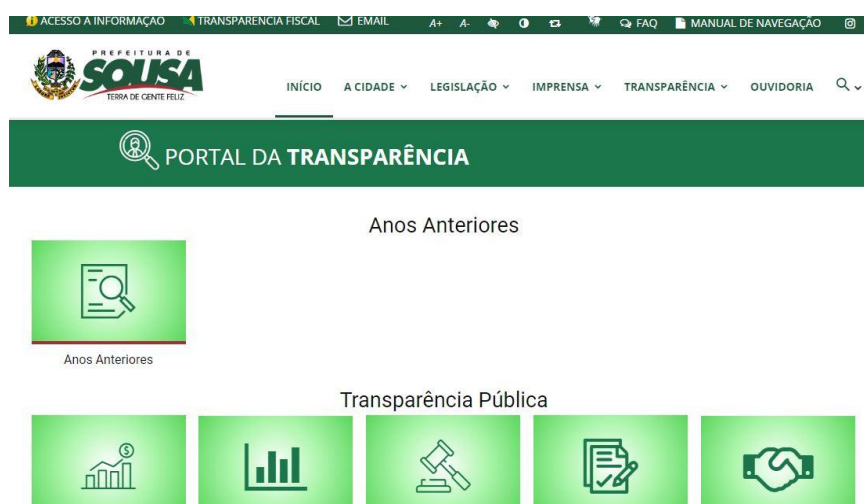 ACESSO A INFORMAÇÃO TRANSPARENCIA FISCAL EMAIL A+ A- FAQ MANUAL DE NAVEGAÇÃO
PREFEITURA DE
SOUSA
TERRA DE GENTE FELIZ
INÍCIO A CIDADE LEGISLAÇÃO IMPRENSA TRANSPARÊNCIA OUVIDORIA
PORTAL DA TRANSPARÊNCIA
Anos Anteriores
Anos Anteriores
Transparência Pública